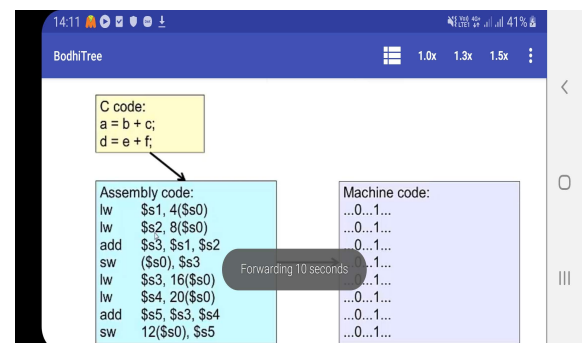 14:11 41%
BodhiTree 1.0x 1.3x 1.5x
C code:
a = b + c;
d = e + f;
Assembly code:
lw $s1, 4($s0)
lw $s2, 8($s0)
add $s3, $s1, $s2
sw ($s0), $s3
lw $s3, 16($s0)
lw $s4, 20($s0)
add $s5, $s3, $s4
sw 12($s0), $s5
Machine code:
...0...1...
...0...1...
...0...1...
...0...1...
...0...1...
...0...1...
...0...1...
...0...1...
Forwarding 10 seconds